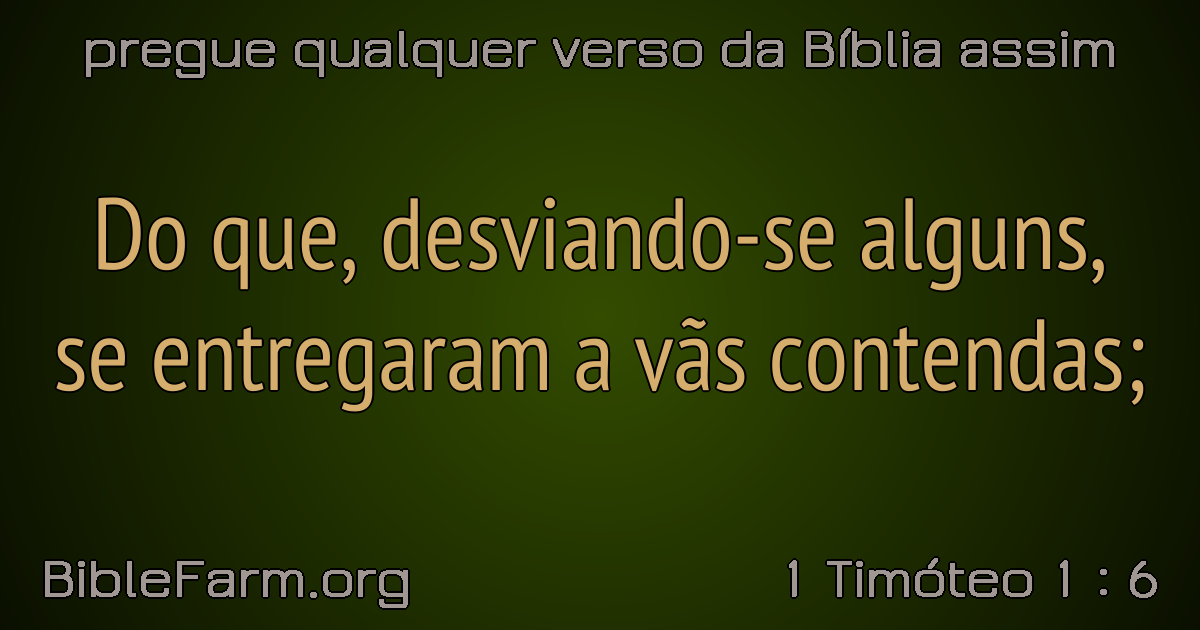 pregue qualquer verso da Bíblia assim
Do que, desviando-se alguns,
se entregaram a vãs contendas;
BibleFarm.org
1 Timóteo 1 : 6